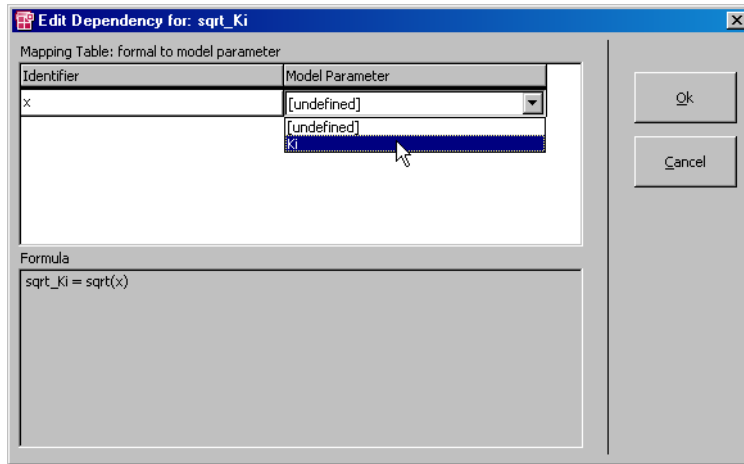 Edit Dependency for: sqrt_Ki
Mapping Table: formal to model parameter
Identifier Model Parameter
x [undefined]
[undefined]
Ki
Ok
Cancel
Formula
sqrt_Ki = sqrt(x)